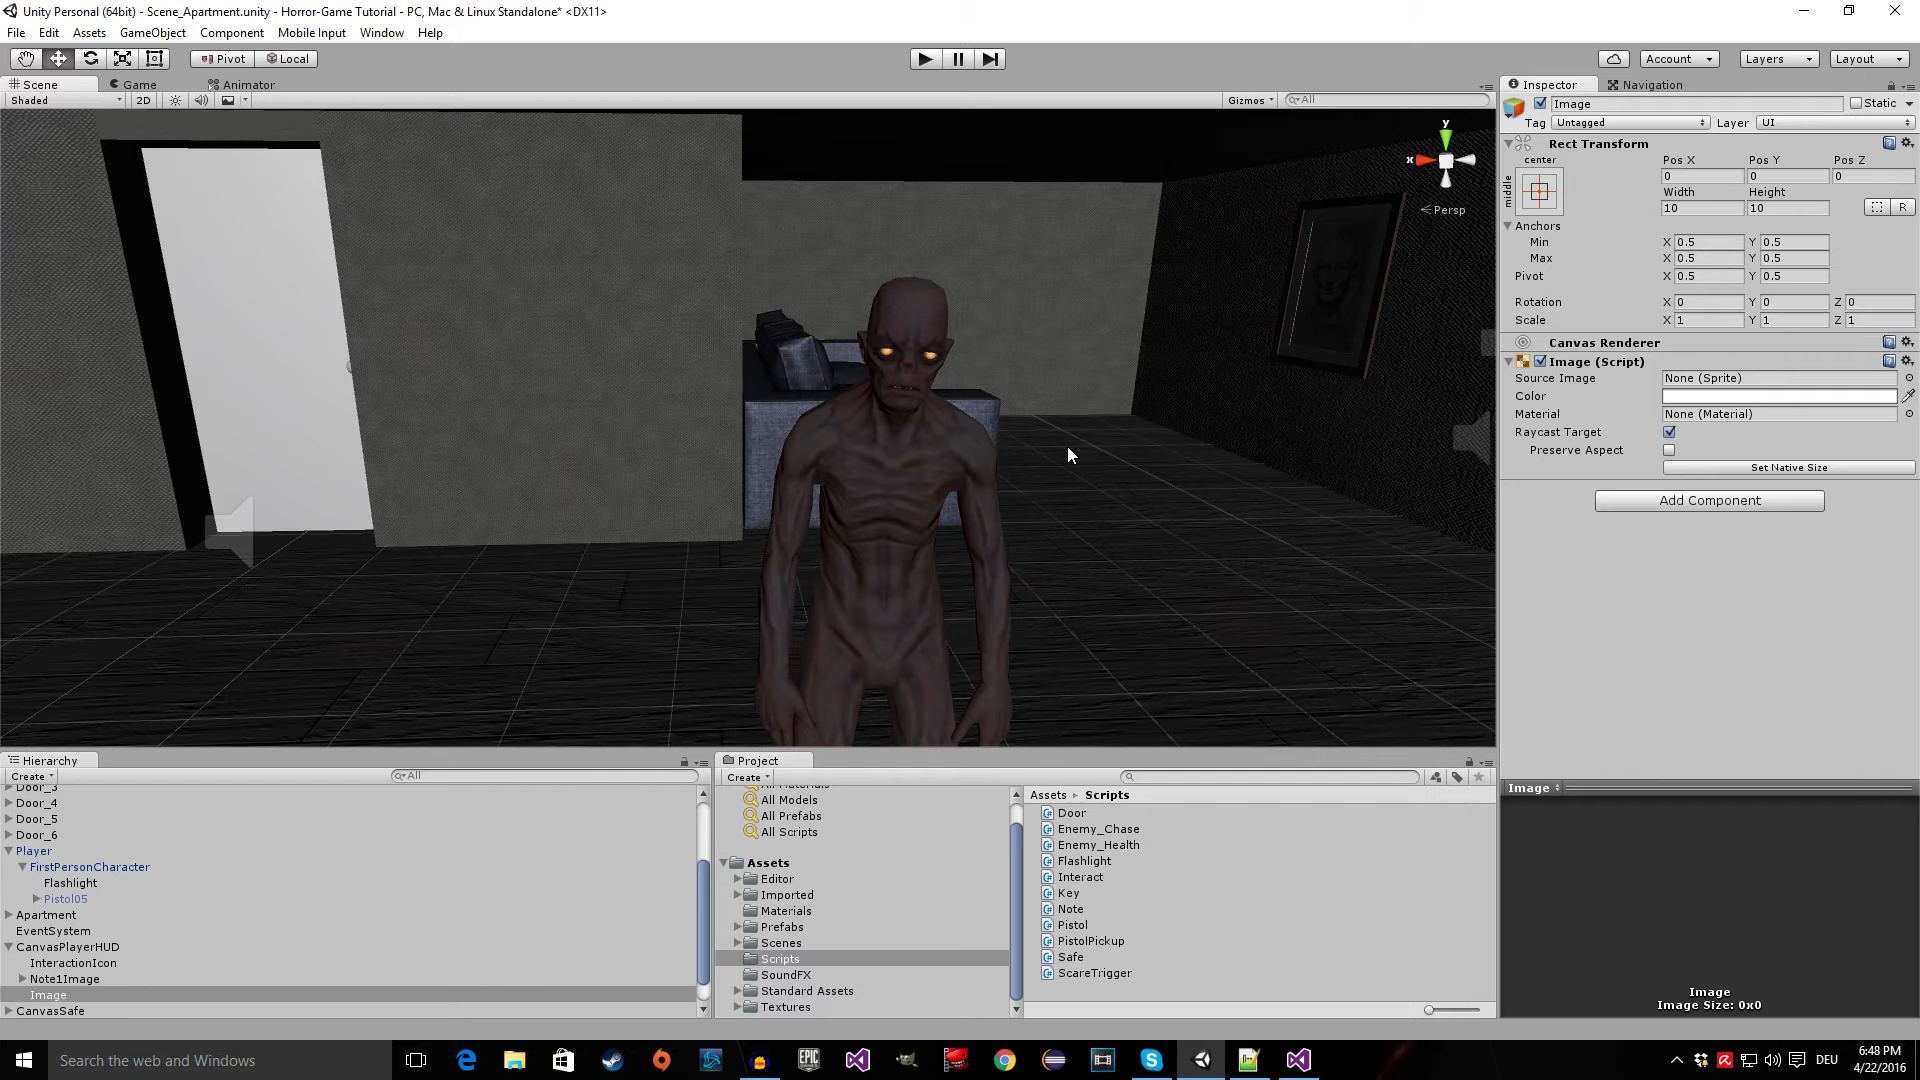 Unity Personal (64bit) - Scene_Apartment.unity - Horror-Game Tutorial - PC, Mac & Linux Standalone* <DX11>
File Edit Assets GameObject Component Mobile Input Window Help
Pivot Local Account Layers Layout
Scene Game Animator
Shaded 2D Gizmos All
y
x
Persp
Inspector Navigation
Image Static
Tag Untagged Layer UI
Rect Transform
center Pos X Pos Y Pos Z
middle 0 0 0
Width Height
10 10 R
Anchors
Min X 0.5 Y 0.5
Max X 0.5 Y 0.5
Pivot X 0.5 Y 0.5
Rotation X 0 Y 0 Z 0
Scale X 1 Y 1 Z 1
Canvas Renderer
Image (Script)
Source Image None (Sprite)
Color
Material None (Material)
Raycast Target
Preserve Aspect
Set Native Size
Add Component
Hierarchy
Create All
Door_3
Door_4
Door_5
Door_6
Player
FirstPersonCharacter
Flashlight
Pistol05
Apartment
EventSystem
CanvasPlayerHUD
InteractionIcon
Note1Image
Image
CanvasSafe
Project
Create
All Materials
All Models
All Prefabs
All Scripts
Assets
Editor
Imported
Materials
Prefabs
Scenes
Scripts
SoundFX
Standard Assets
Textures
Assets Scripts
Door
Enemy_Chase
Enemy_Health
Flashlight
Interact
Key
Note
Pistol
PistolPickup
Safe
ScareTrigger
Image
Image
Image Size: 0x0
Search the web and Windows
EPIC GAMES
DEU
6:48 PM
4/22/2016